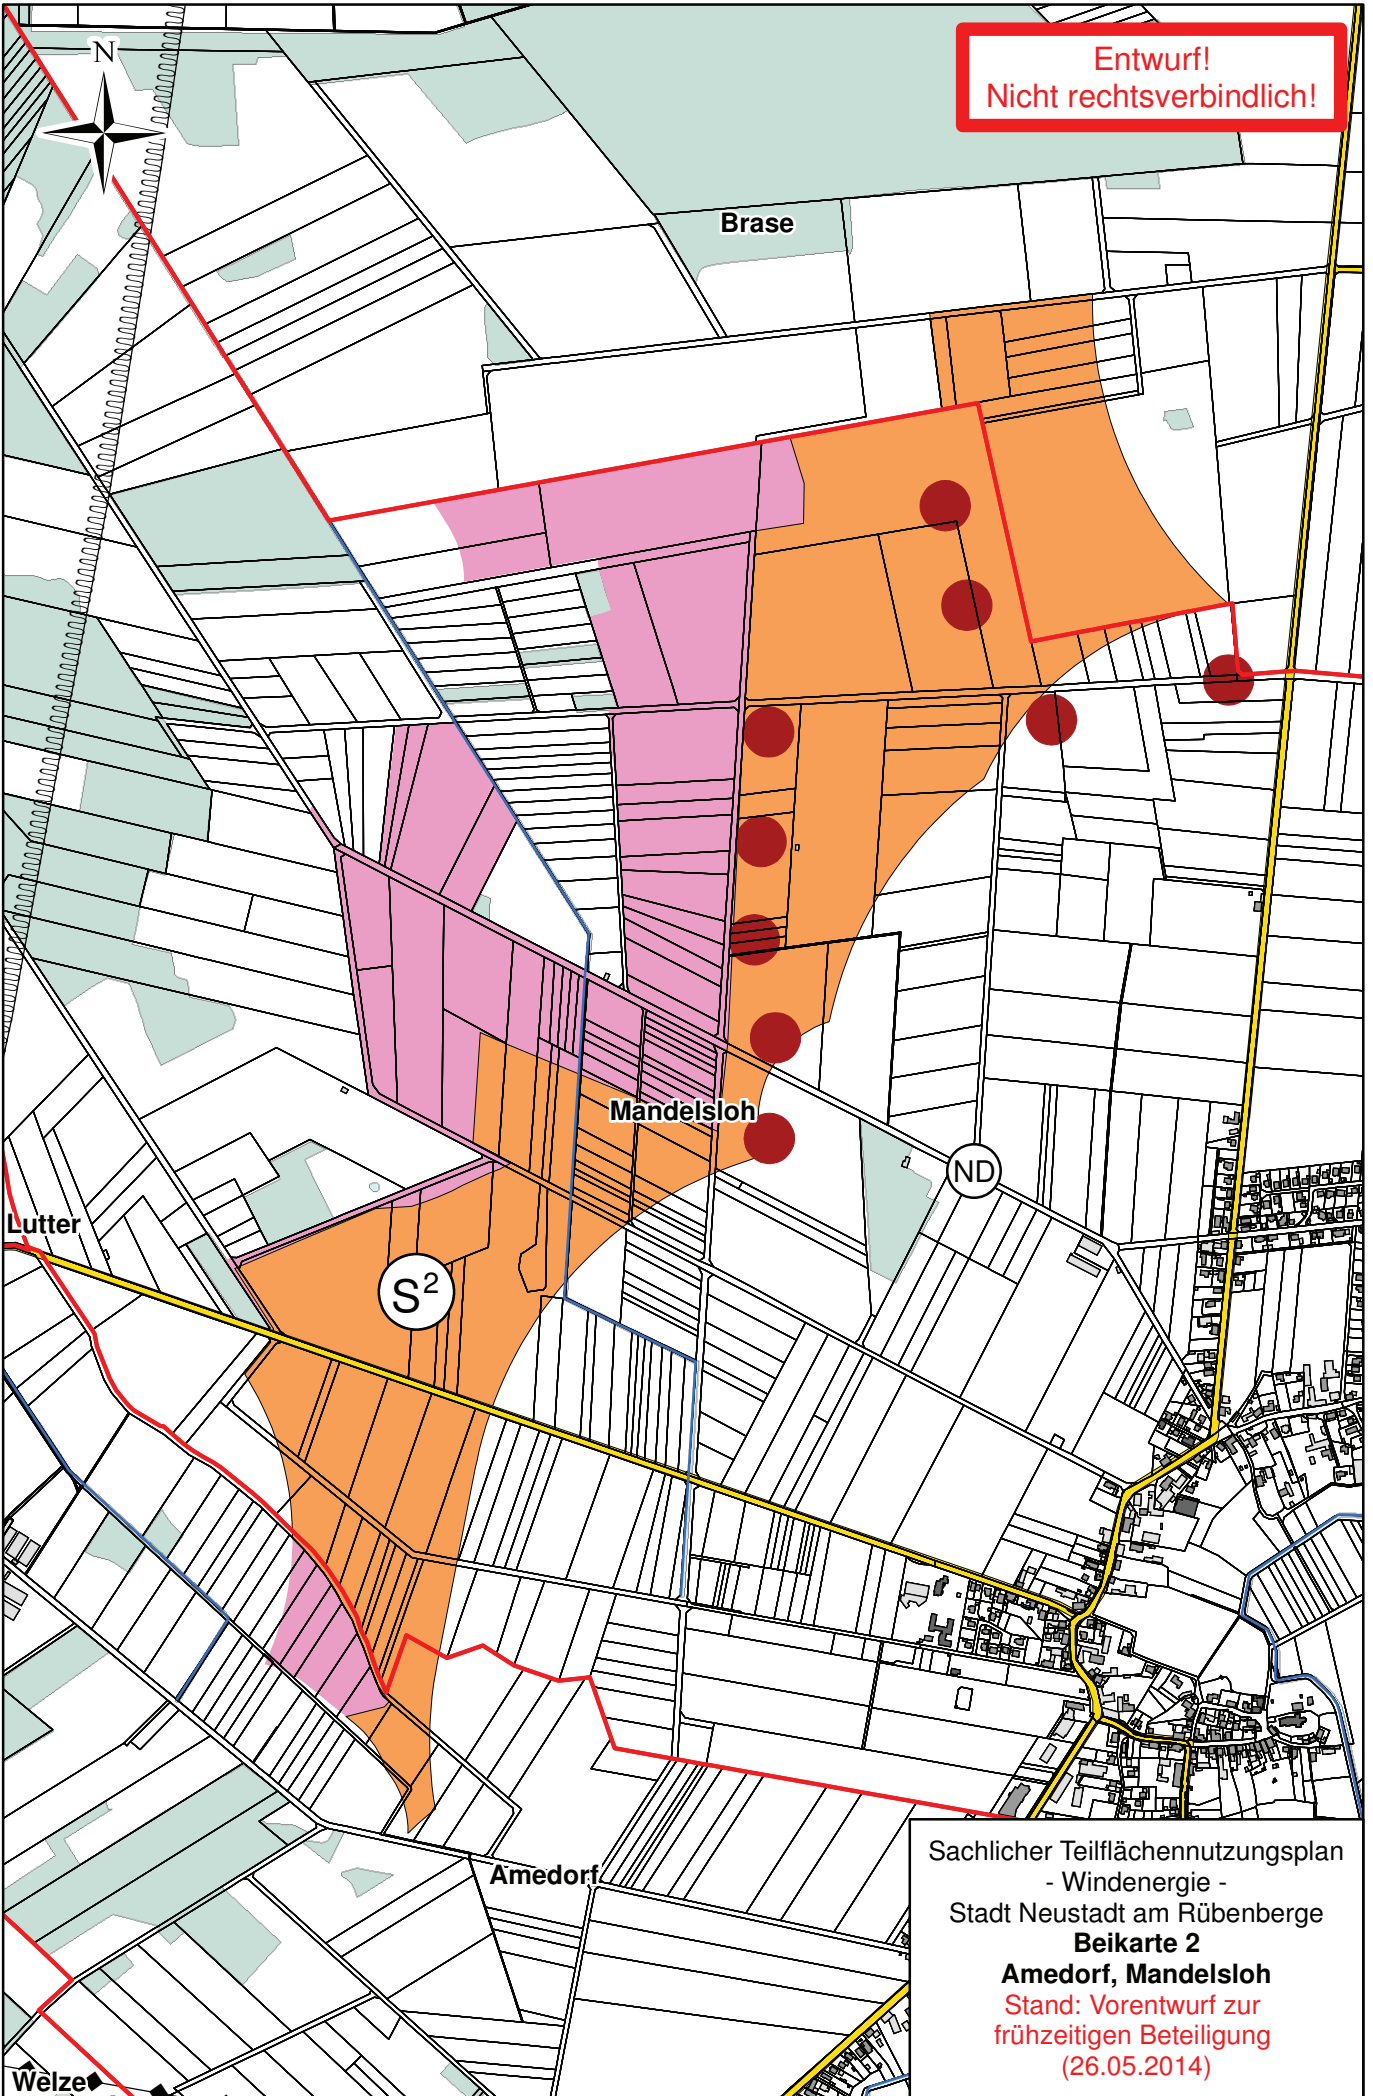 Entwurf!
Nicht rechtsverbindlich!
N
Brase
Mandelsloh
ND
Lutter
S²
Amedorf
Welze
Sachlicher Teilflächennutzungsplan
- Windenergie -
Stadt Neustadt am Rübenberge
Beikarte 2
Amedorf, Mandelsloh
Stand: Vorentwurf zur
frühzeitigen Beteiligung
(26.05.2014)